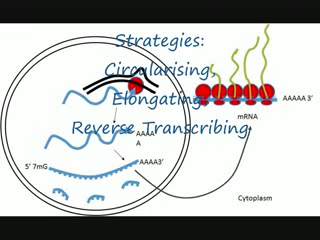 Strategies:
Circularising,
Elongating,
Reverse Transcribing
AAAAA 3'
mRNA
AAAA
A
5' 7mG
AAAA3'
Cytoplasm